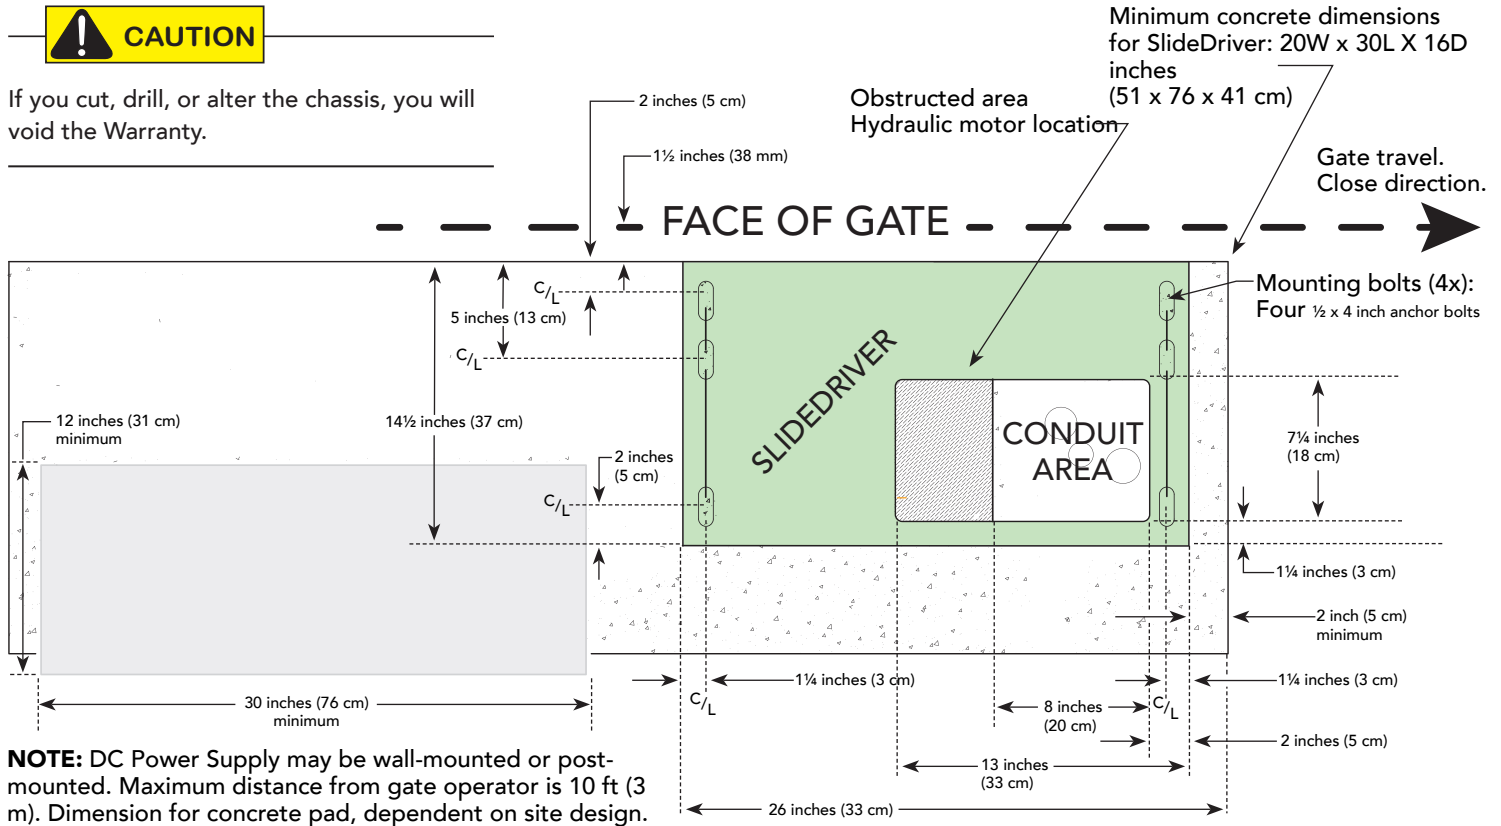 CAUTION
If you cut, drill, or alter the chassis, you will
void the Warranty.
Minimum concrete dimensions
for SlideDriver: 20W x 30L X 16D
inches
(51 x 76 x 41 cm)
Obstructed area
Hydraulic motor location
2 inches (5 cm)
1½ inches (38 mm)
Gate travel.
Close direction.
FACE OF GATE
C/L
5 inches (13 cm)
C/L
Mounting bolts (4x):
Four ½ x 4 inch anchor bolts
SLIDEDRIVER
12 inches (31 cm)
minimum
14½ inches (37 cm)
2 inches
(5 cm)
C/L
CONDUIT
AREA
7¼ inches
(18 cm)
1¼ inches (3 cm)
2 inch (5 cm)
minimum
30 inches (76 cm)
minimum
1¼ inches (3 cm)
C/L
8 inches
(20 cm)
C/L
1¼ inches (3 cm)
2 inches (5 cm)
13 inches
(33 cm)
26 inches (33 cm)
NOTE: DC Power Supply may be wall-mounted or post-
mounted. Maximum distance from gate operator is 10 ft (3
m). Dimension for concrete pad, dependent on site design.